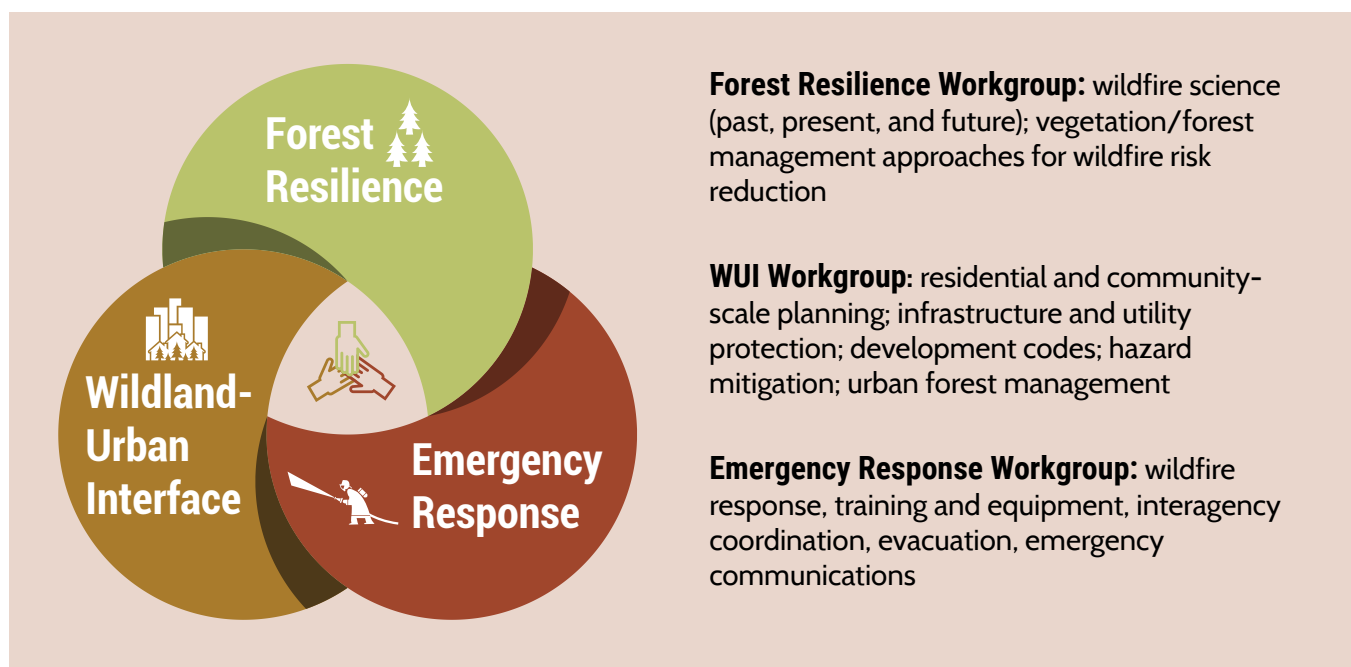 Forest
Resilience
Wildland-
Urban
Interface
Emergency
Response
Forest Resilience Workgroup: wildfire science
(past, present, and future); vegetation/forest
management approaches for wildfire risk
reduction
WUI Workgroup: residential and community-
scale planning; infrastructure and utility
protection; development codes; hazard
mitigation; urban forest management
Emergency Response Workgroup: wildfire
response, training and equipment, interagency
coordination, evacuation, emergency
communications